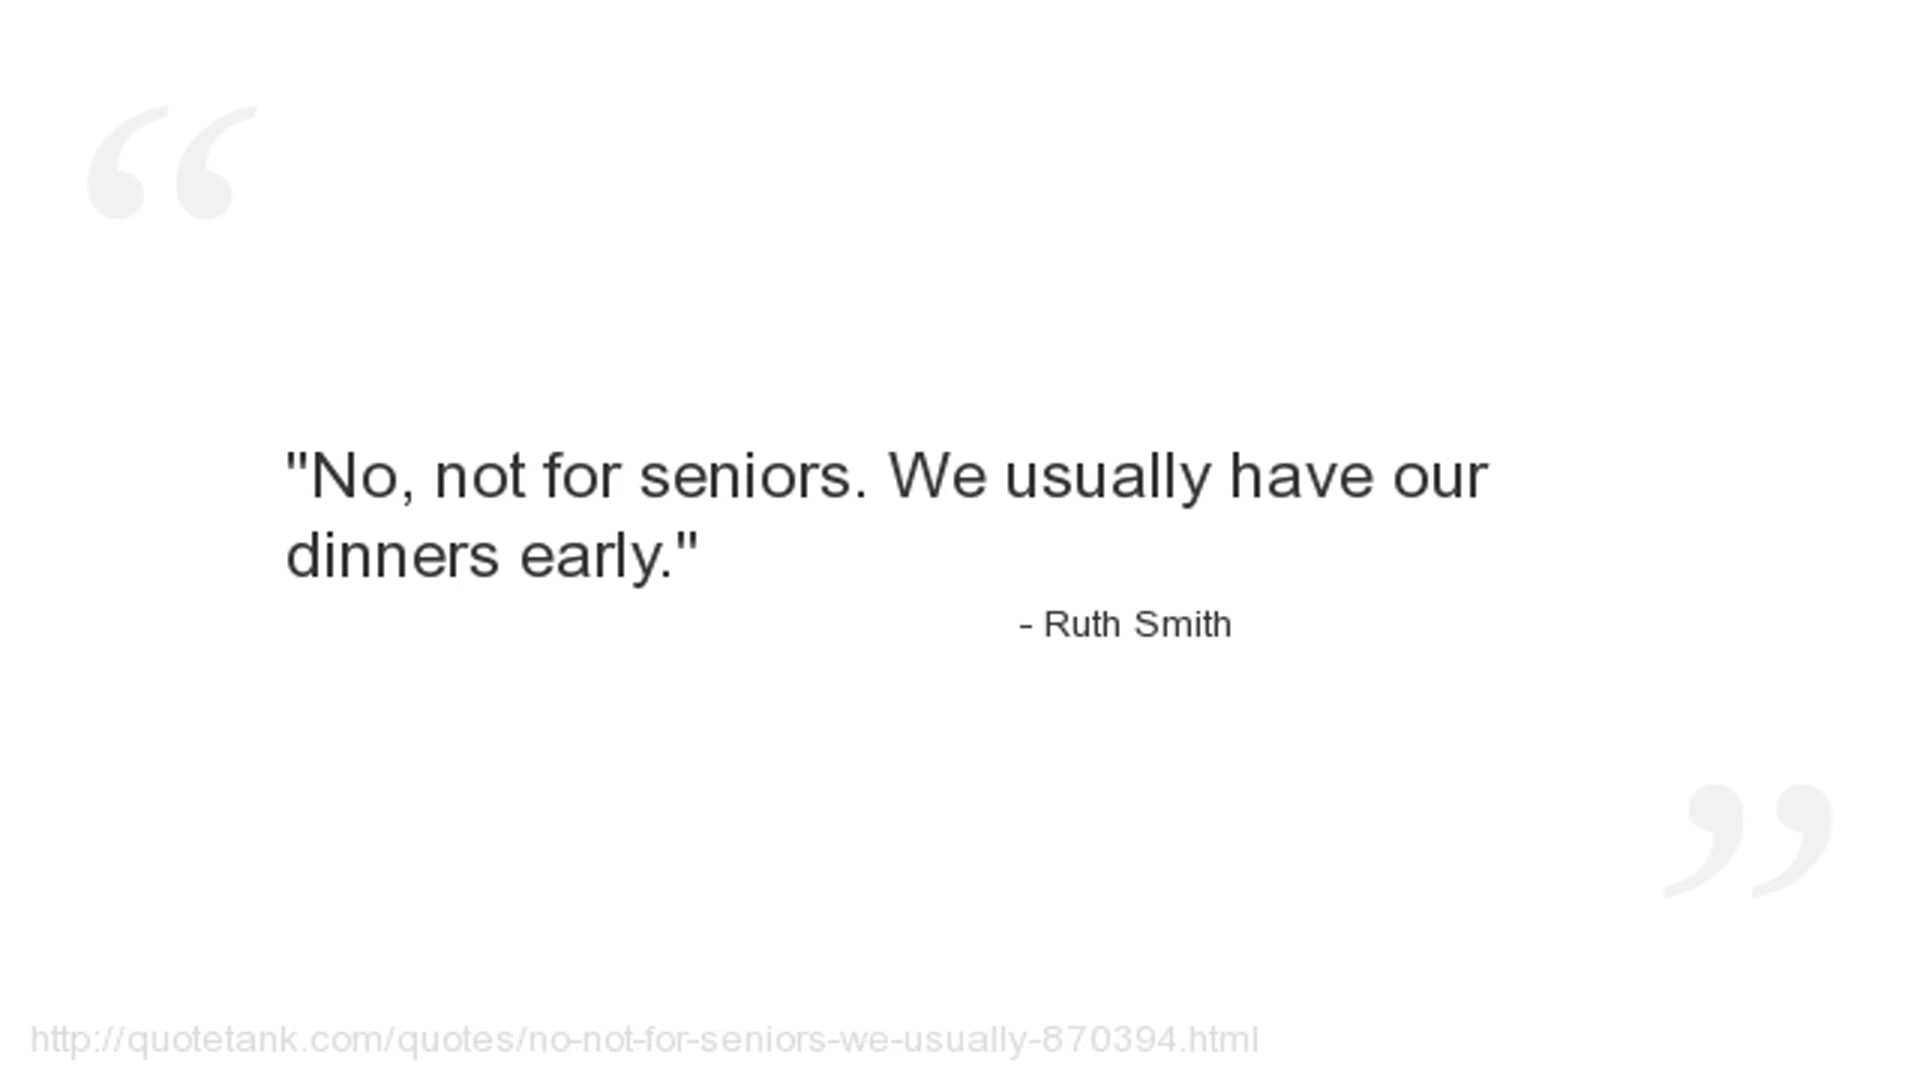 “
"No, not for seniors. We usually have our
dinners early."
- Ruth Smith
”
http://quotetank.com/quotes/no-not-for-seniors-we-usually-870394.html